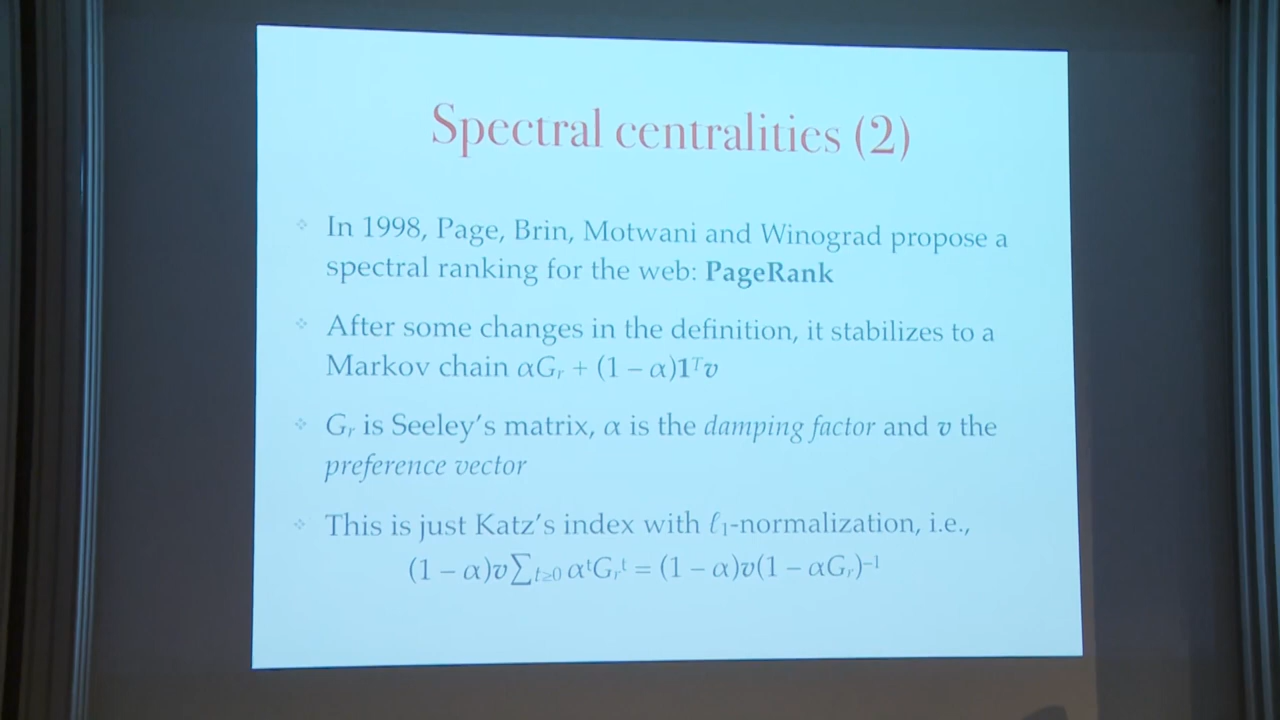 Spectral centralities (2)
In 1998, Page, Brin, Motwani and Winograd propose a
spectral ranking for the web: PageRank
After some changes in the definition, it stabilizes to a
Markov chain αGᵣ + (1 – α)1ᵀv
Gᵣ is Seeley's matrix, α is the damping factor and v the
preference vector
This is just Katz's index with ℓ₁-normalization, i.e.,
(1 – α)v∑ₜ≥₀ αᵗGᵣᵗ = (1 – α)v(1 – αGᵣ)⁻¹